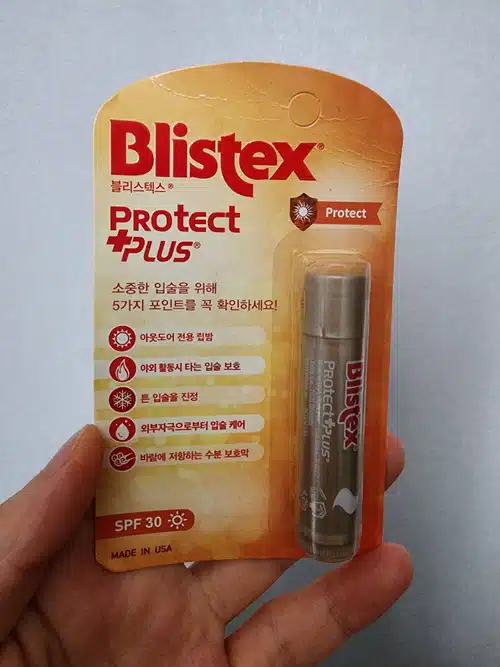 Blistex®
블리스텍스®
PROtect
PLUS®
Protect
소중한 입술을 위해
5가지 포인트를 꼭 확인하세요!
아웃도어 전용 립밤
야외 활동시 타는 입술 보호
튼 입술을 진정
외부자극으로부터 입술 케어
바람에 저항하는 수분 보호막
SPF 30
MADE IN USA
Blistex
PROtect PLUS®